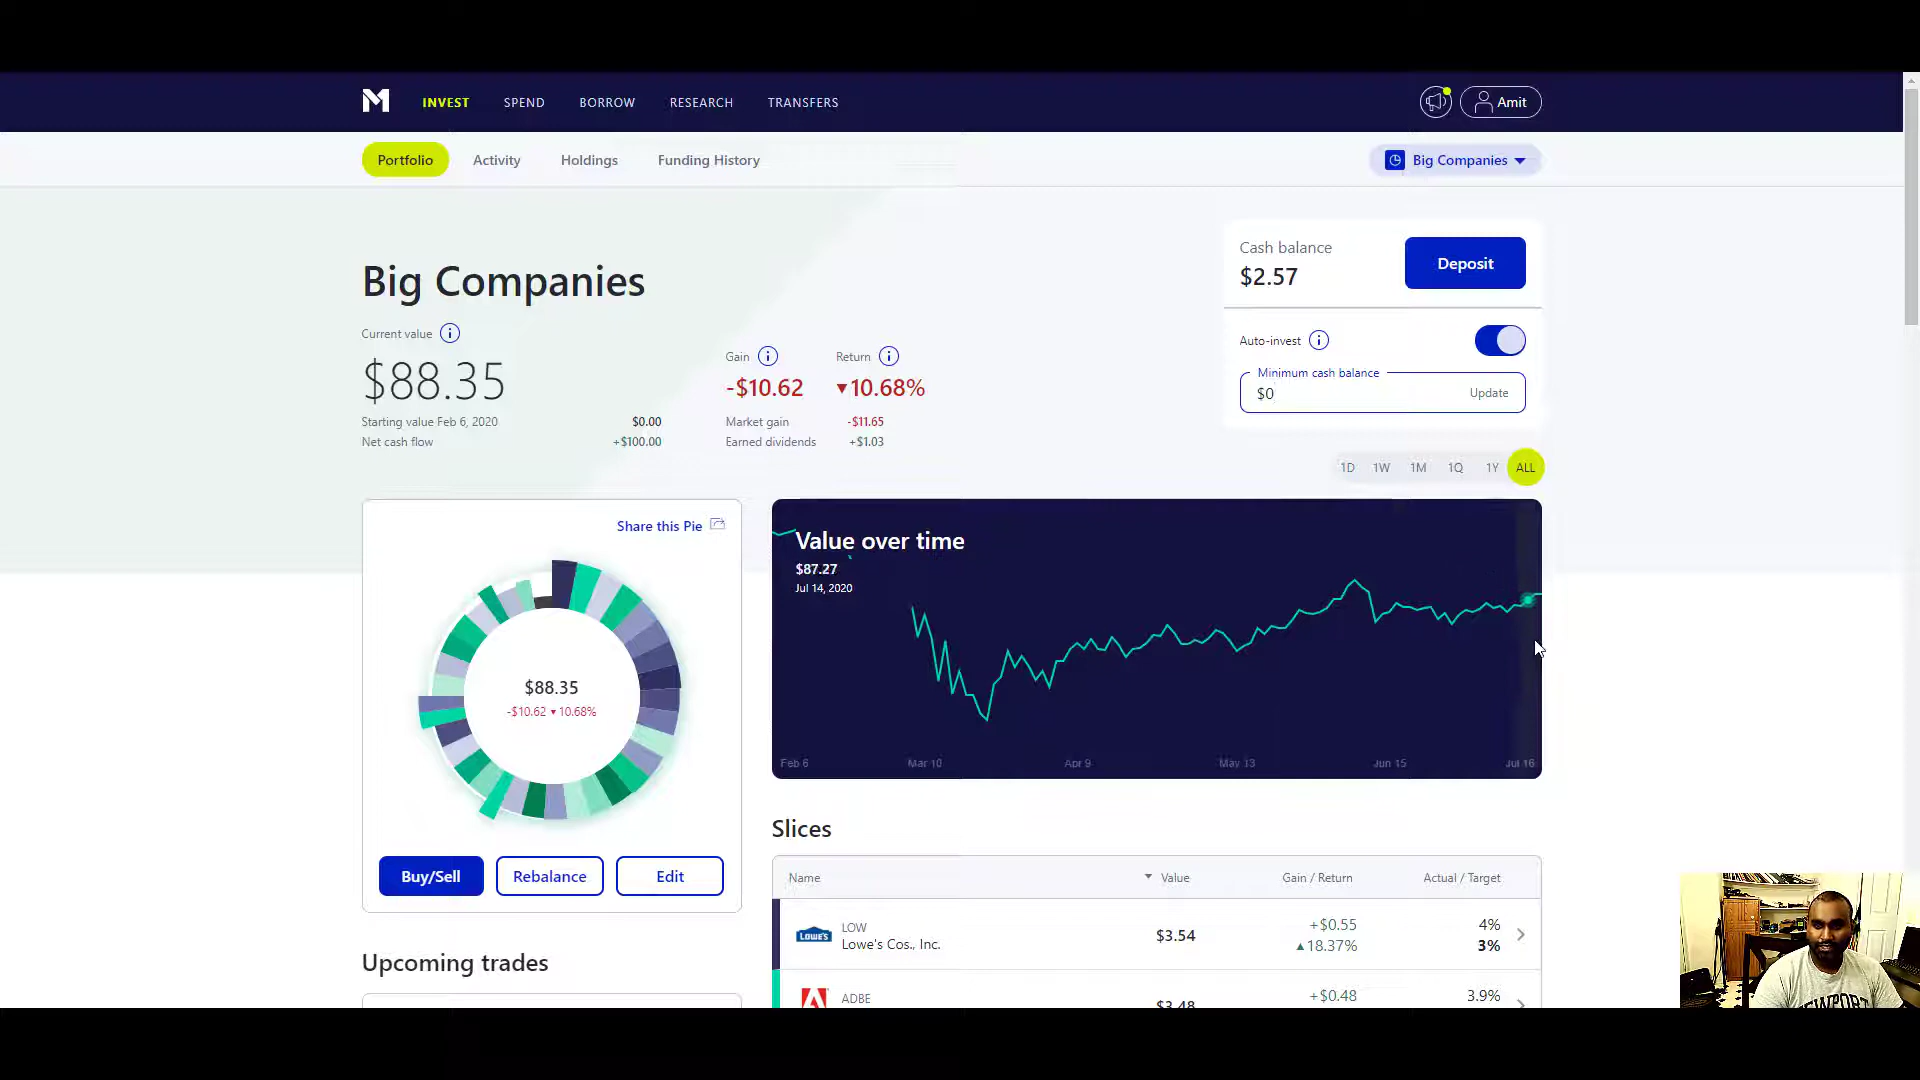 INVEST SPEND BORROW RESEARCH TRANSFERS Amit
Portfolio Activity Holdings Funding History Big Companies
Big Companies
Current value
$88.35
Starting value Feb 6, 2020 $0.00
Net cash flow +$100.00
Gain Return
-$10.62 ▼10.68%
Market gain -$11.65
Earned dividends +$1.03
Cash balance
$2.57
Deposit
Auto-invest
Minimum cash balance
$0 Update
1D 1W 1M 1Q 1Y ALL
Share this Pie
$88.35
-$10.62 ▼ 10.68%
Buy/Sell Rebalance Edit
Upcoming trades
Value over time
$87.27
Jul 14, 2020
Feb 6 Mar 10 Apr 9 May 13 Jun 15 Jul 16
Slices
Name Value Gain / Return Actual / Target
LOWE'S
LOW
Lowe's Cos., Inc.
$3.54
+$0.55
▲18.37%
4%
3%
ADBE
$3.48
+$0.48
3.9%